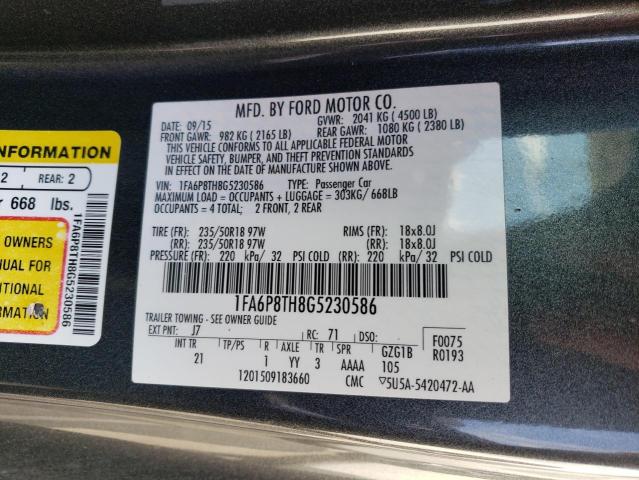 MFD. BY FORD MOTOR CO.
DATE: 09/15 GVWR: 2041 KG ( 4500 LB)
FRONT GAWR: 982 KG ( 2165 LB) REAR GAWR: 1080 KG ( 2380 LB)
THIS VEHICLE CONFORMS TO ALL APPLICABLE FEDERAL MOTOR
VEHICLE SAFETY, BUMPER, AND THEFT PREVENTION STANDARDS
IN EFFECT ON THE DATE OF MANUFACTURE SHOWN ABOVE.
VIN: 1FA6P8TH8G5230586 TYPE: Passenger Car
MAXIMUM LOAD = OCCUPANTS + LUGGAGE = 303KG/ 668LB
OCCUPANTS = 4 TOTAL; 2 FRONT, 2 REAR
TIRE (FR): 235/50R18 97W RIMS (FR): 18x8.0J
(RR): 235/50R18 97W (RR): 18x8.0J
PRESSURE (FR): 220 kPa/ 32 PSI COLD (RR): 220 kPa/ 32 PSI COLD
1FA6P8TH8G5230586
TRAILER TOWING - SEE OWNER GUIDE
EXT PNT: J7 RC: 71 DSO: F0075
INT TR TP/PS R AXLE TR SPR GZG1B R0193
21 1 YY 3 AAAA 105
1201509183660 CMC ▽5U5A-5420472-AA
INFORMATION
2 REAR: 2
668 lbs.
OWNERS
FOR
1FA6P8TH8G5230586